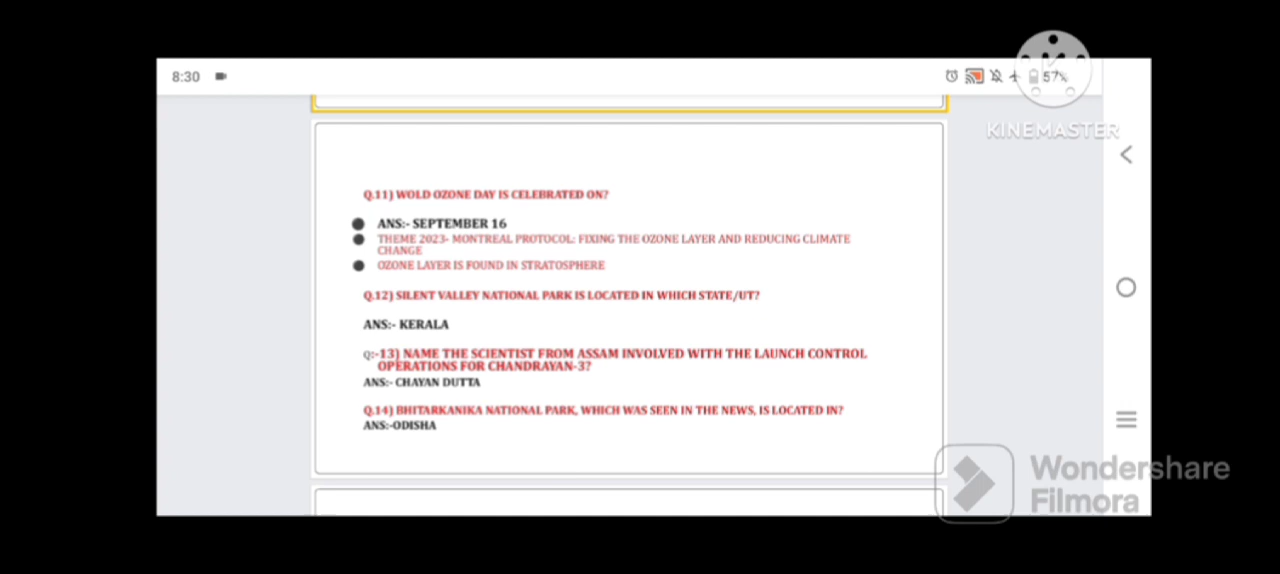 8:30
57%
KINEMASTER
Q.11) WOLD OZONE DAY IS CELEBRATED ON?
ANS:- SEPTEMBER 16
THEME 2023- MONTREAL PROTOCOL: FIXING THE OZONE LAYER AND REDUCING CLIMATE
CHANGE
OZONE LAYER IS FOUND IN STRATOSPHERE
Q.12) SILENT VALLEY NATIONAL PARK IS LOCATED IN WHICH STATE/UT?
ANS:- KERALA
Q:-13) NAME THE SCIENTIST FROM ASSAM INVOLVED WITH THE LAUNCH CONTROL
OPERATIONS FOR CHANDRAYAN-3?
ANS:- CHAYAN DUTTA
Q.14) BHITARKANIKA NATIONAL PARK, WHICH WAS SEEN IN THE NEWS, IS LOCATED IN?
ANS:-ODISHA
Wondershare
Filmora